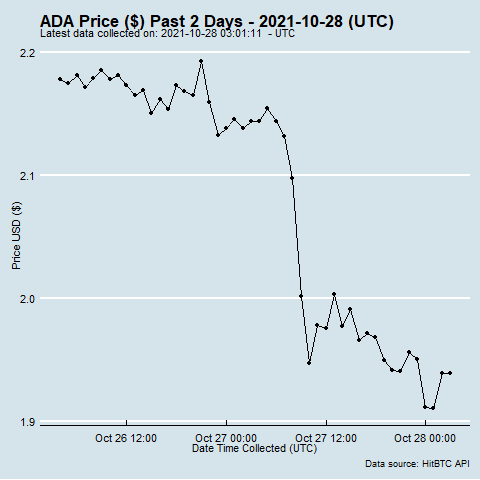 ADA Price ($) Past 2 Days - 2021-10-28 (UTC)
Latest data collected on: 2021-10-28 03:01:11  - UTC
2.2
2.1
2.0
1.9
Price USD ($)
Oct 26 12:00 Oct 27 00:00 Oct 27 12:00 Oct 28 00:00
Date Time Collected (UTC)
Data source: HitBTC API